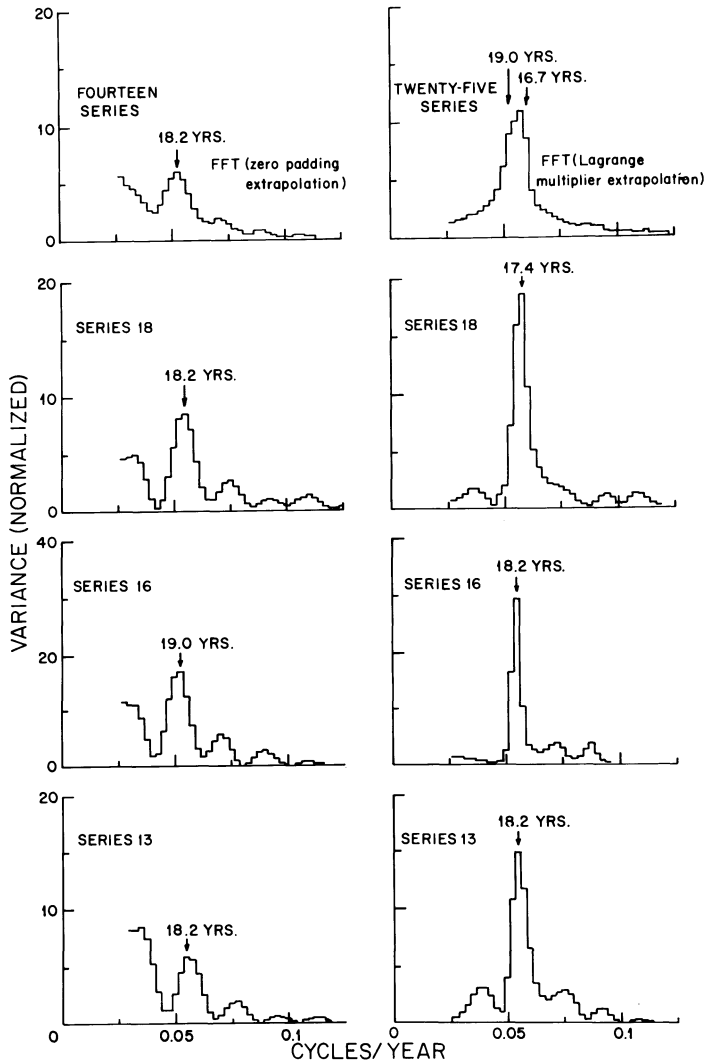 20
10
0
FOURTEEN
SERIES
18.2 YRS.
FFT (zero padding
extrapolation)
19.0 YRS.
16.7 YRS.
TWENTY-FIVE
SERIES
FFT (Lagrange
multiplier extrapolation)
20
10
0
SERIES 18
18.2 YRS.
17.4 YRS.
SERIES 18
40
20
0
SERIES 16
19.0 YRS.
18.2 YRS.
SERIES 16
20
10
0
SERIES 13
18.2 YRS.
18.2 YRS.
SERIES 13
0.05
0.1
0
0.05
0.1
VARIANCE (NORMALIZED)
CYCLES/YEAR